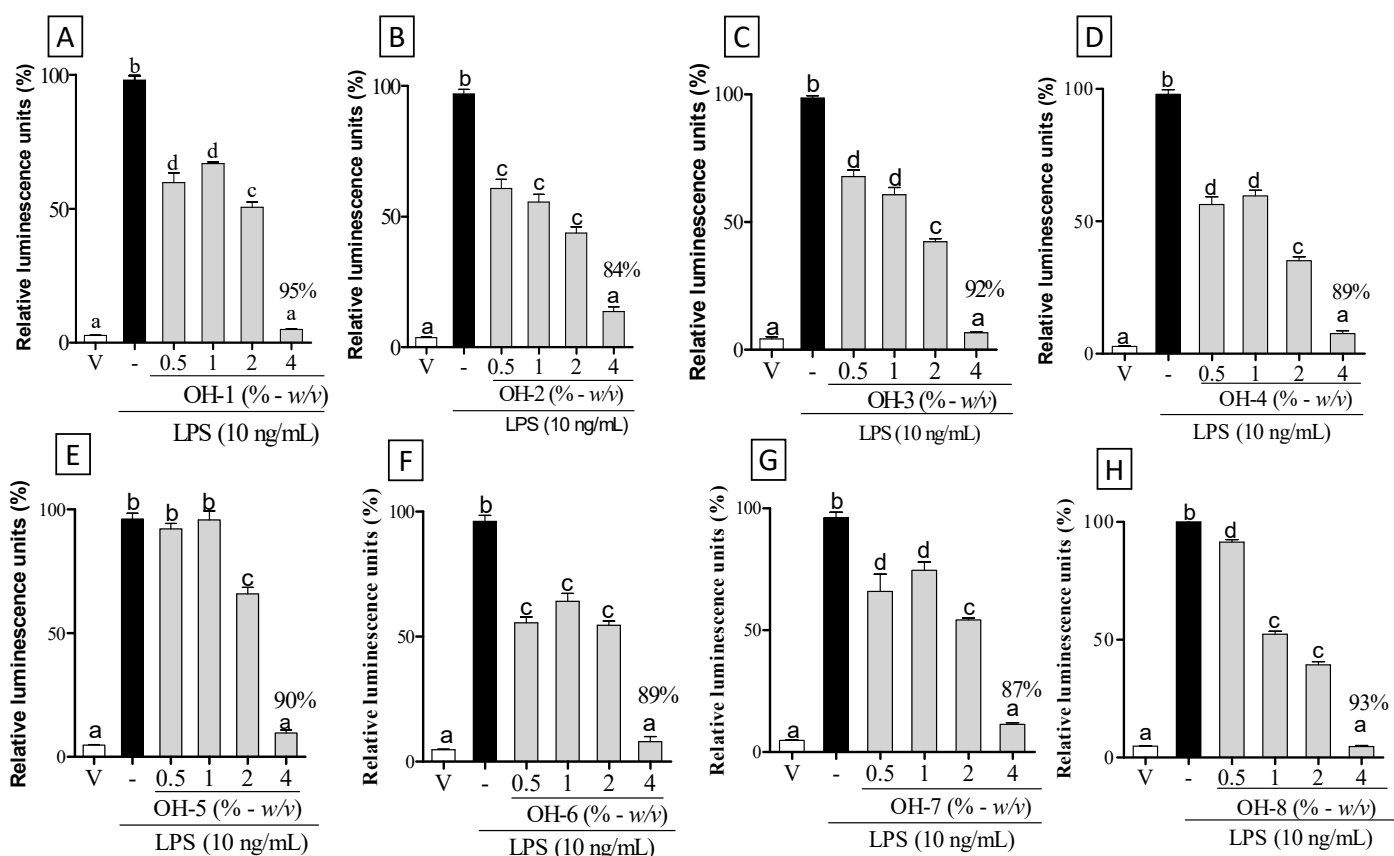 A
Relative luminescence units (%)
100
50
0
a
b
d
d
c
95%
a
V - 0.5 1 2 4
OH-1 (% - w/v)
LPS (10 ng/mL)
B
Relative luminescence units (%)
100
50
0
a
b
c
c
c
84%
a
V - 0.5 1 2 4
OH-2 (% - w/v)
LPS (10 ng/mL)
C
Relative luminescence units (%)
100
50
0
a
b
d
d
c
92%
a
V - 0.5 1 2 4
OH-3 (% - w/v)
LPS (10 ng/mL)
D
Relative luminescence units (%)
100
50
0
a
b
d
d
c
89%
a
V - 0.5 1 2 4
OH-4 (% - w/v)
LPS (10 ng/mL)
E
Relative luminescence units (%)
100
50
0
a
b
b
b
c
90%
a
V - 0.5 1 2 4
OH-5 (% - w/v)
LPS (10 ng/mL)
F
Relative luminescence units (%)
100
50
0
a
b
c
c
c
89%
a
V - 0.5 1 2 4
OH-6 (% - w/v)
LPS (10 ng/mL)
G
Relative luminescence units (%)
100
50
0
a
b
d
d
c
87%
a
V - 0.5 1 2 4
OH-7 (% - w/v)
LPS (10 ng/mL)
H
Relative luminescence units (%)
100
50
0
a
b
d
c
c
93%
a
V - 0.5 1 2 4
OH-8 (% - w/v)
LPS (10 ng/mL)